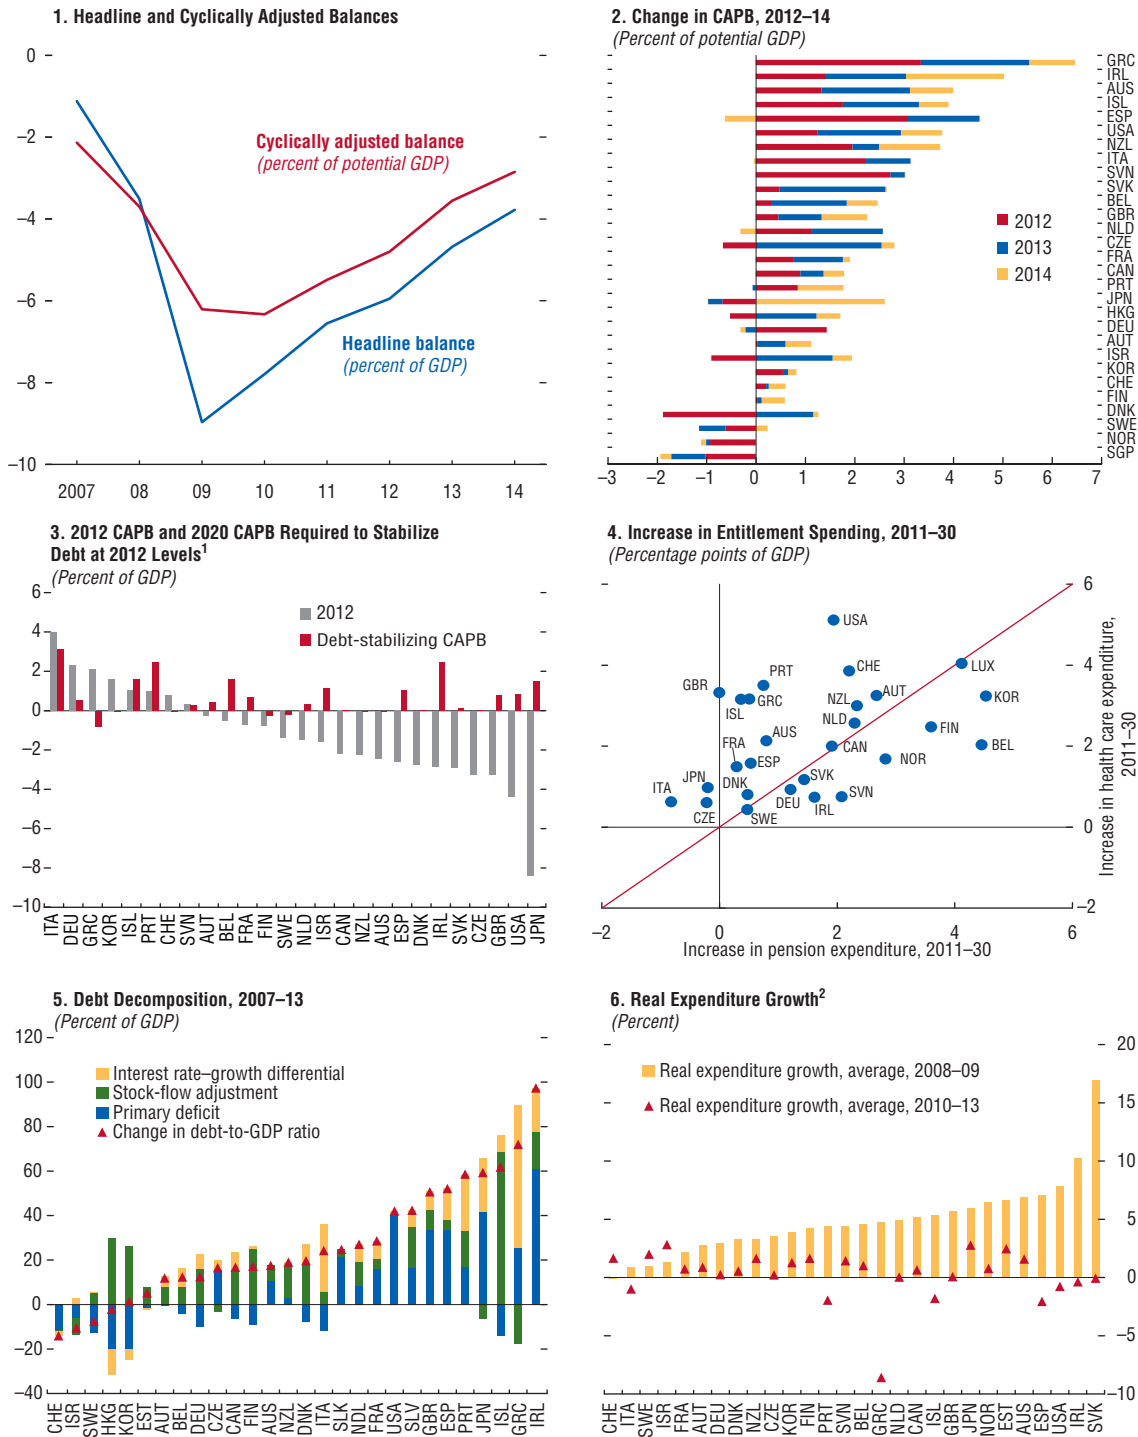 1. Headline and Cyclically Adjusted Balances
0
–2
–4
–6
–8
–10
Cyclically adjusted balance
(percent of potential GDP)
Headline balance
(percent of GDP)
2007 08 09 10 11 12 13 14
2. Change in CAPB, 2012–14
(Percent of potential GDP)
GRC
IRL
AUS
ISL
ESP
USA
NZL
ITA
SVN
SVK
BEL
GBR
NLD
CZE
FRA
CAN
PRT
JPN
HKG
DEU
AUT
ISR
KOR
CHE
FIN
DNK
SWE
NOR
SGP
2012
2013
2014
–3 –2 –1 0 1 2 3 4 5 6 7
3. 2012 CAPB and 2020 CAPB Required to Stabilize
Debt at 2012 Levels1
(Percent of GDP)
6
4
2
0
–2
–4
–6
–8
–10
2012
Debt-stabilizing CAPB
ITA DEU GRC KOR ISL PRT CHE SVN AUT BEL FRA FIN SWE NLD ISR CAN NZL AUS ESP DNK IRL SVK CZE GBR USA JPN
4. Increase in Entitlement Spending, 2011–30
(Percentage points of GDP)
6
4
2
0
–2
USA
CHE
LUX
PRT
GBR
ISL
GRC
NZL
AUT
KOR
NLD
FIN
AUS
FRA
CAN
BEL
ESP
NOR
ITA
JPN
DNK
SVK
CZE
SWE
DEU
IRL
SVN
Increase in health care expenditure,
2011–30
–2 0 2 4 6
Increase in pension expenditure, 2011–30
5. Debt Decomposition, 2007–13
(Percent of GDP)
120
100
80
60
40
20
0
–20
–40
Interest rate–growth differential
Stock-flow adjustment
Primary deficit
Change in debt-to-GDP ratio
CHE ISR SWE HKG KOR EST AUT BEL DEU CZE CAN FIN AUS NZL DNK ITA SLK NDL FRA USA SLV GBR ESP PRT JPN ISL GRC IRL
6. Real Expenditure Growth2
(Percent)
20
15
10
5
0
–5
–10
Real expenditure growth, average, 2008–09
Real expenditure growth, average, 2010–13
CHE ITA SWE ISR FRA AUT DEU DNK NZL CZE KOR FIN PRT SVN BEL GRC NLD CAN ISL GBR JPN NOR EST AUS ESP USA IRL SVK